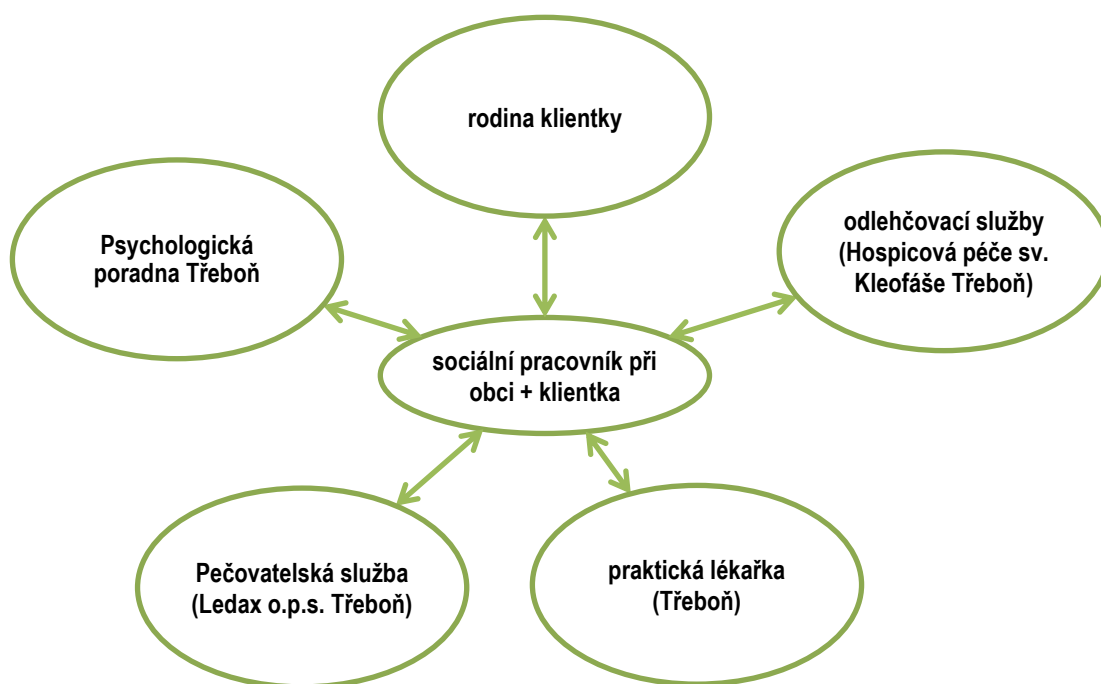 rodina klientky
Psychologická
poradna Třeboň
odlehčovací služby
(Hospicová péče sv.
Kleofáše Třeboň)
sociální pracovník při
obci + klientka
Pečovatelská služba
(Ledax o.p.s. Třeboň)
praktická lékařka
(Třeboň)